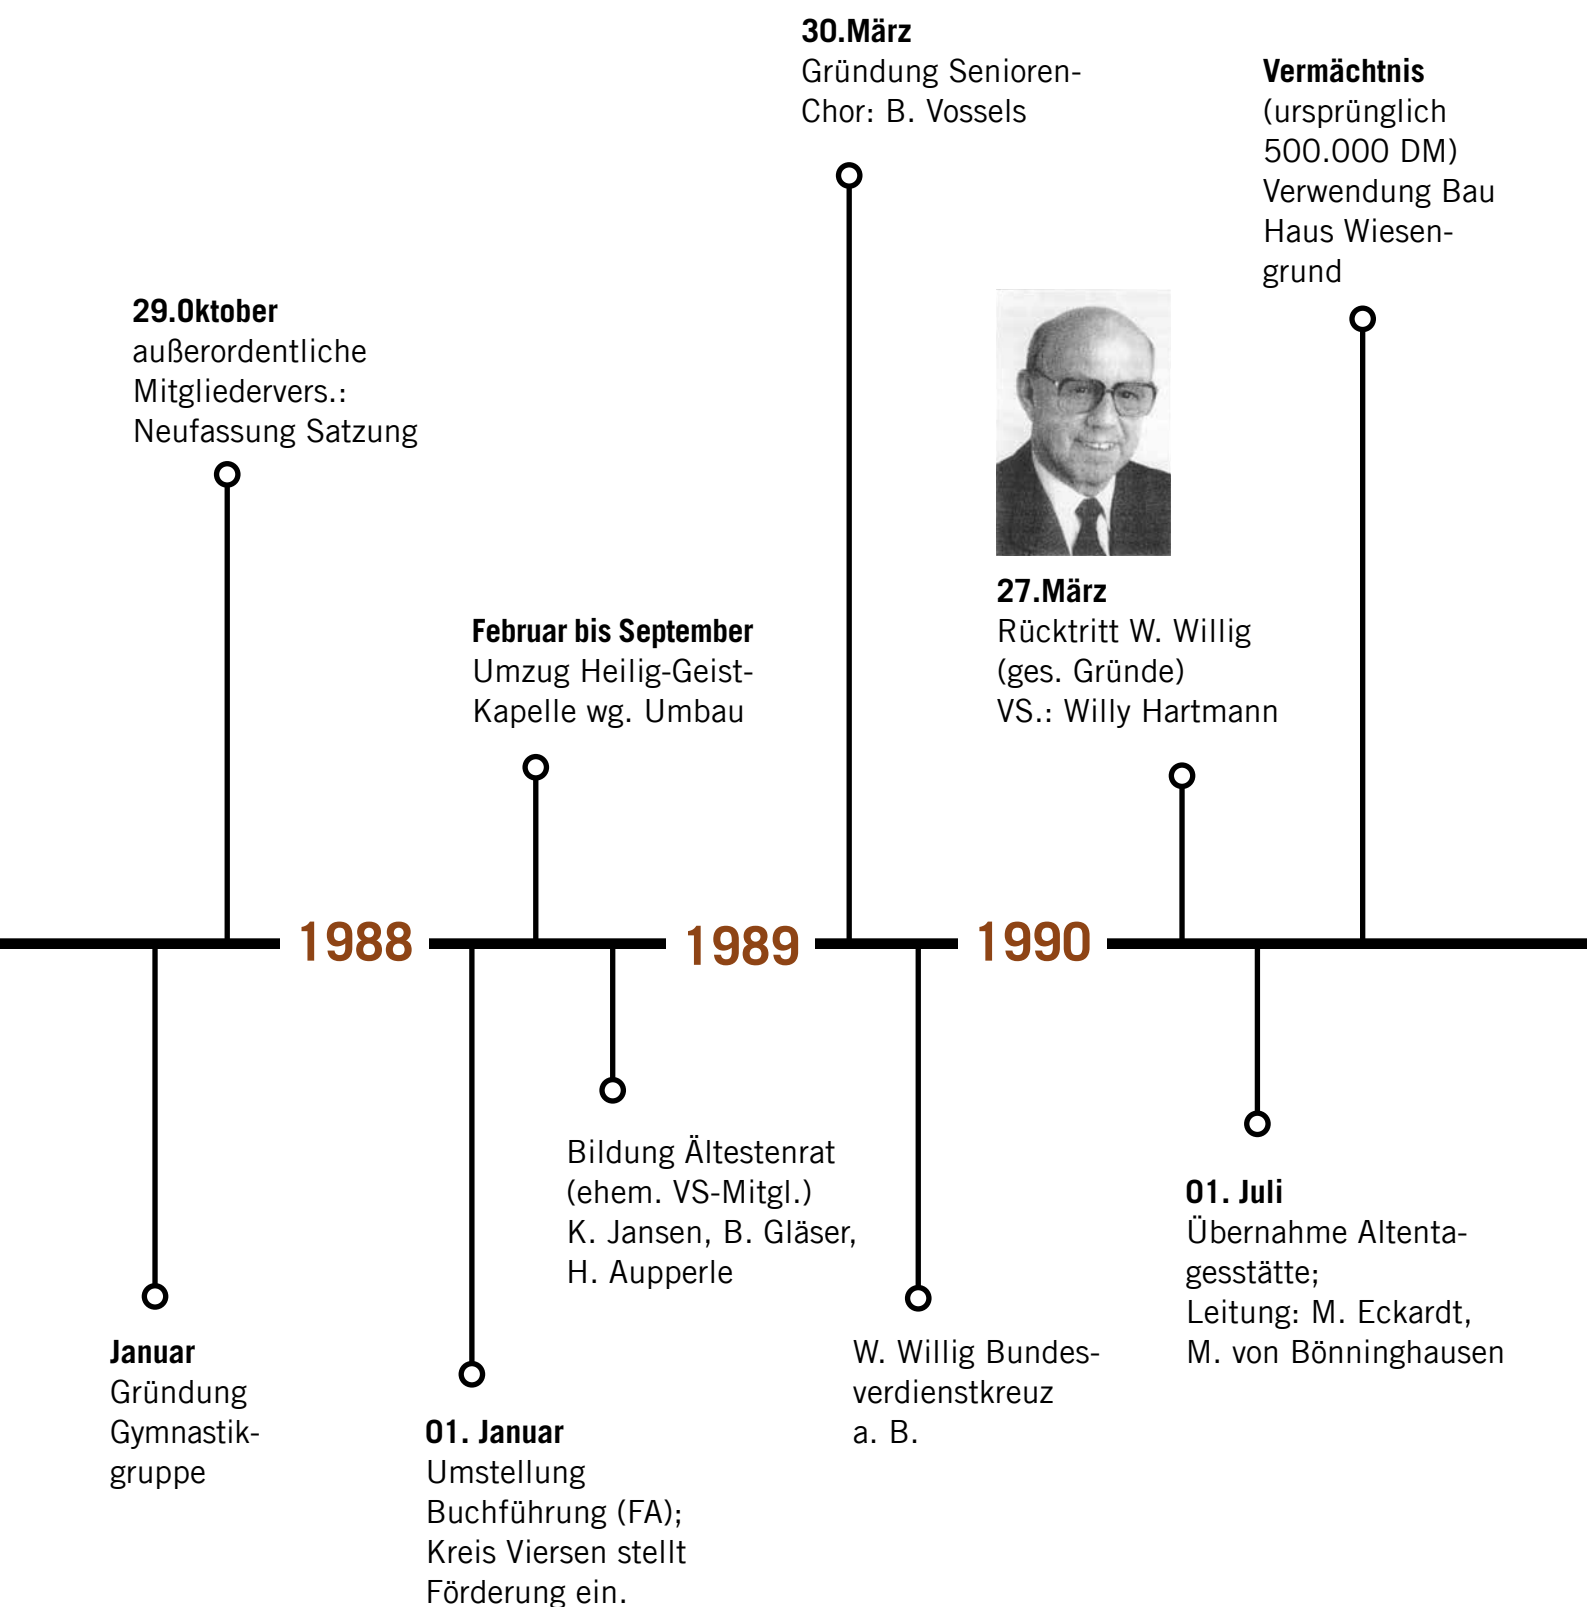 30.März
Gründung Senioren-
Chor: B. Vossels
Vermächtnis
(ursprünglich
500.000 DM)
Verwendung Bau
Haus Wiesen-
grund
29.Oktober
außerordentliche
Mitgliedervers.:
Neufassung Satzung
Februar bis September
Umzug Heilig-Geist-
Kapelle wg. Umbau
27.März
Rücktritt W. Willig
(ges. Gründe)
VS.: Willy Hartmann
1988
1989
1990
Januar
Gründung
Gymnastik-
gruppe
01. Januar
Umstellung
Buchführung (FA);
Kreis Viersen stellt
Förderung ein.
Bildung Ältestenrat
(ehem. VS-Mitgl.)
K. Jansen, B. Gläser,
H. Aupperle
W. Willig Bundes-
verdienstkreuz
a. B.
01. Juli
Übernahme Altenta-
gesstätte;
Leitung: M. Eckardt,
M. von Bönninghausen